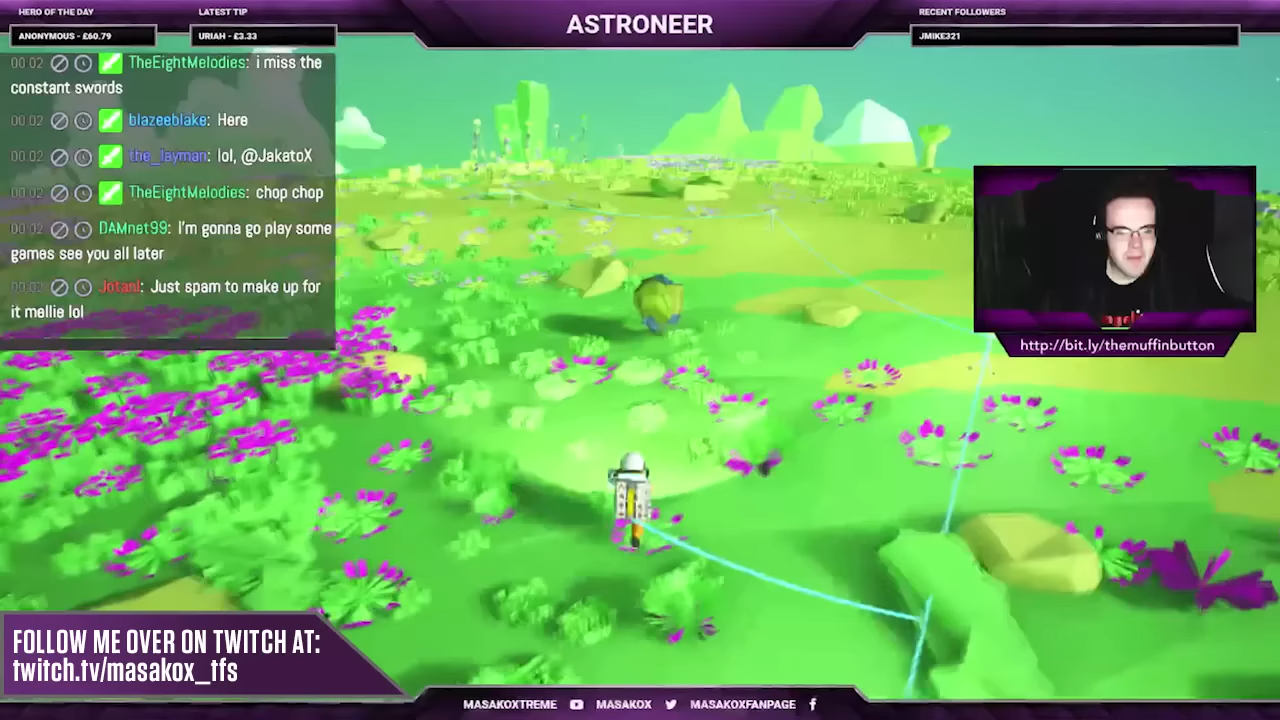 HERO OF THE DAY
LATEST TIP
ANONYMOUS - £60.79
URIAH - £3.33
ASTRONEER
RECENT FOLLOWERS
JMIKE321
00:02 TheEightMelodies: i miss the
constant swords
00:02 blazeeblake: Here
00:02 the_layman: lol, @JakatoX
00:02 TheEightMelodies: chop chop
00:02 DAMnet99: I'm gonna go play some
games see you all later
00:02 Jotanl: Just spam to make up for
it mellie lol
http://bit.ly/themuffinbutton
FOLLOW ME OVER ON TWITCH AT:
twitch.tv/masakox_tfs
MASAKOXTREME MASAKOX MASAKOXFANPAGE